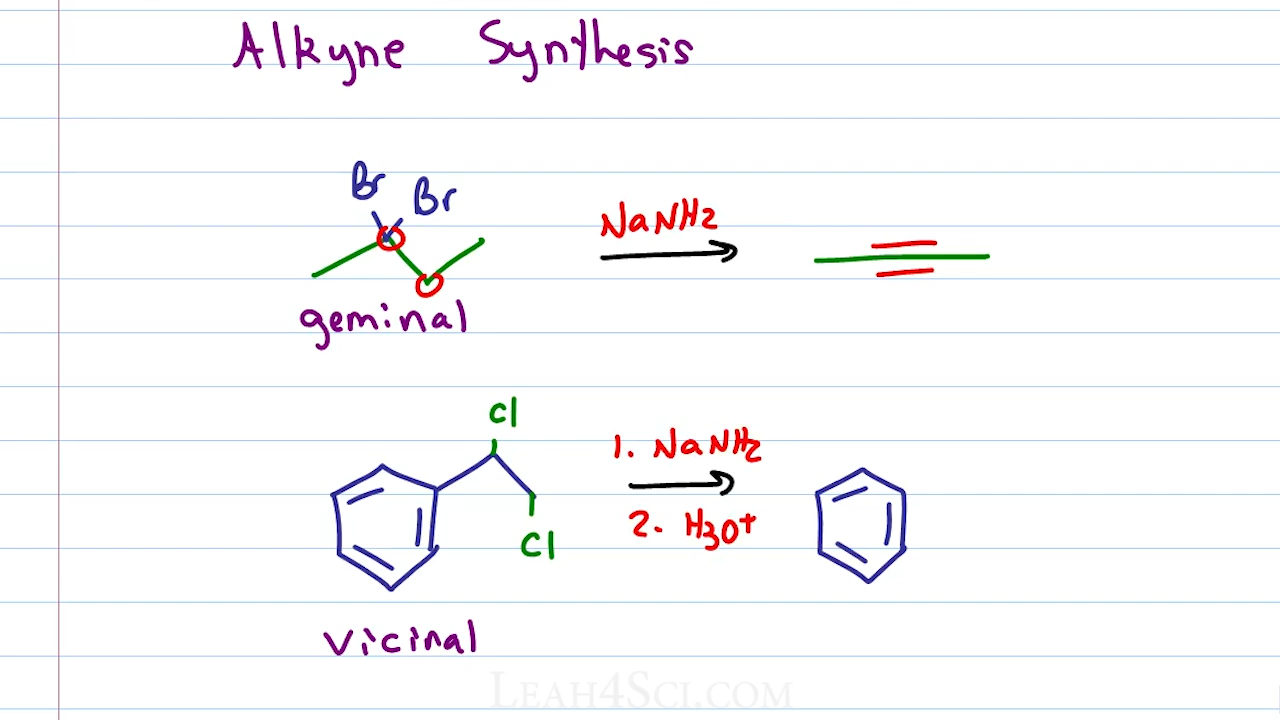 Alkyne Synthesis
Br Br
NaNH2
geminal
Cl
1. NaNH2
2. H3O+
Cl
vicinal
LEAH4SCI.COM